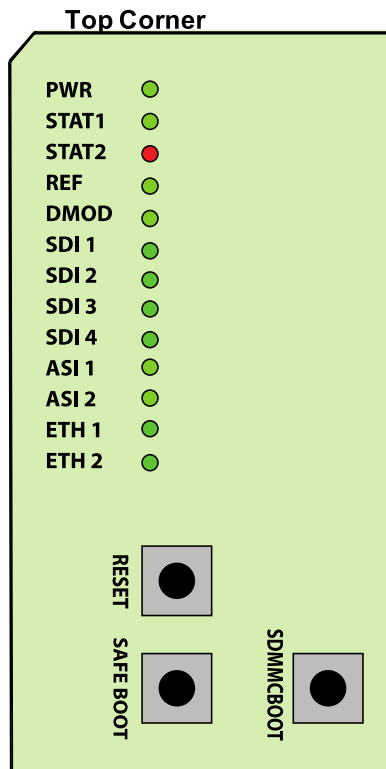 Top Corner
PWR
STAT1
STAT2
REF
DMOD
SDI 1
SDI 2
SDI 3
SDI 4
ASI 1
ASI 2
ETH 1
ETH 2
RESET
SAFE BOOT
SDMMCBOOT